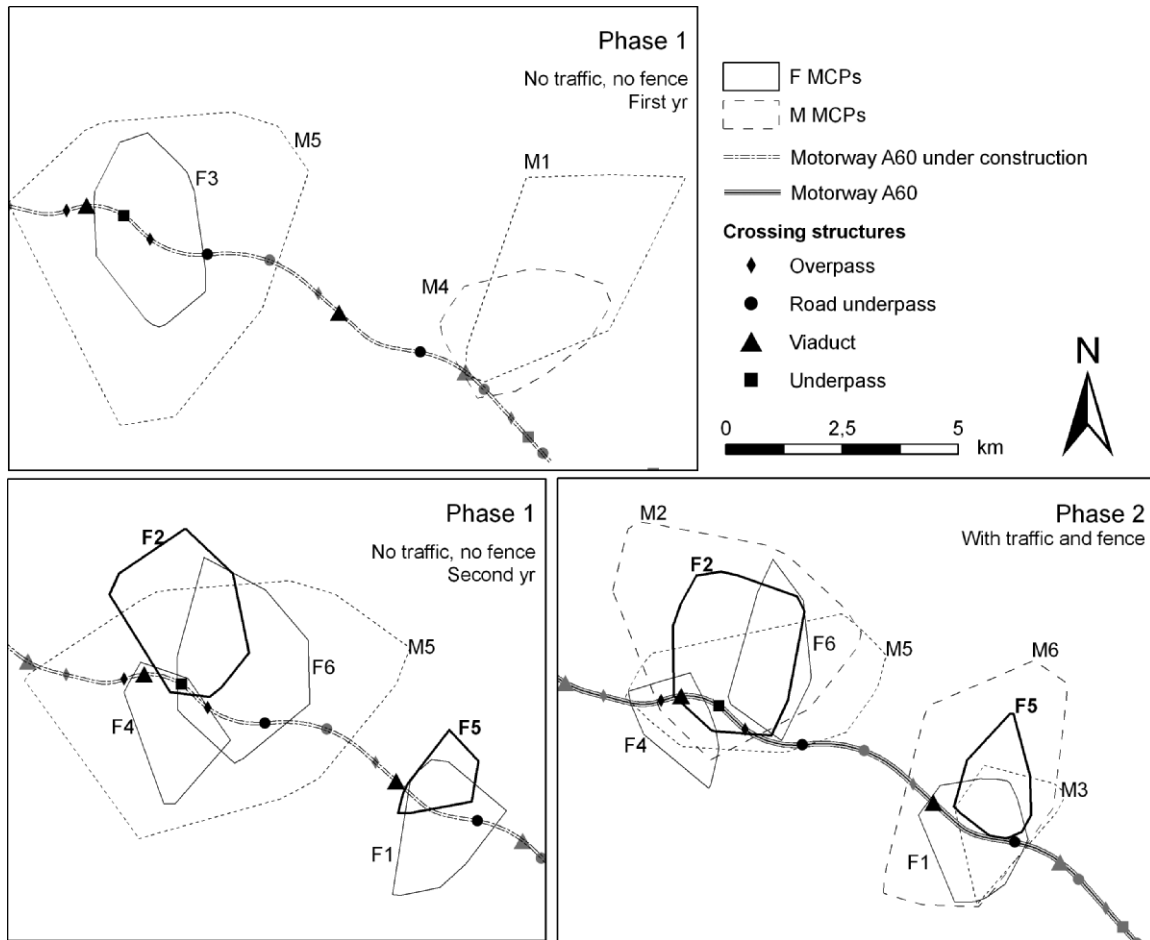 Phase 1
No traffic, no fence
First yr
M5
F3
M1
M4
F MCPs
M MCPs
Motorway A60 under construction
Motorway A60
Crossing structures
Overpass
Road underpass
Viaduct
Underpass
N
0 2,5 5
km
Phase 1
No traffic, no fence
Second yr
F2
M5
F6
F4
F5
F1
Phase 2
With traffic and fence
M2
F2
F6
M5
M6
F4
F5
M3
F1